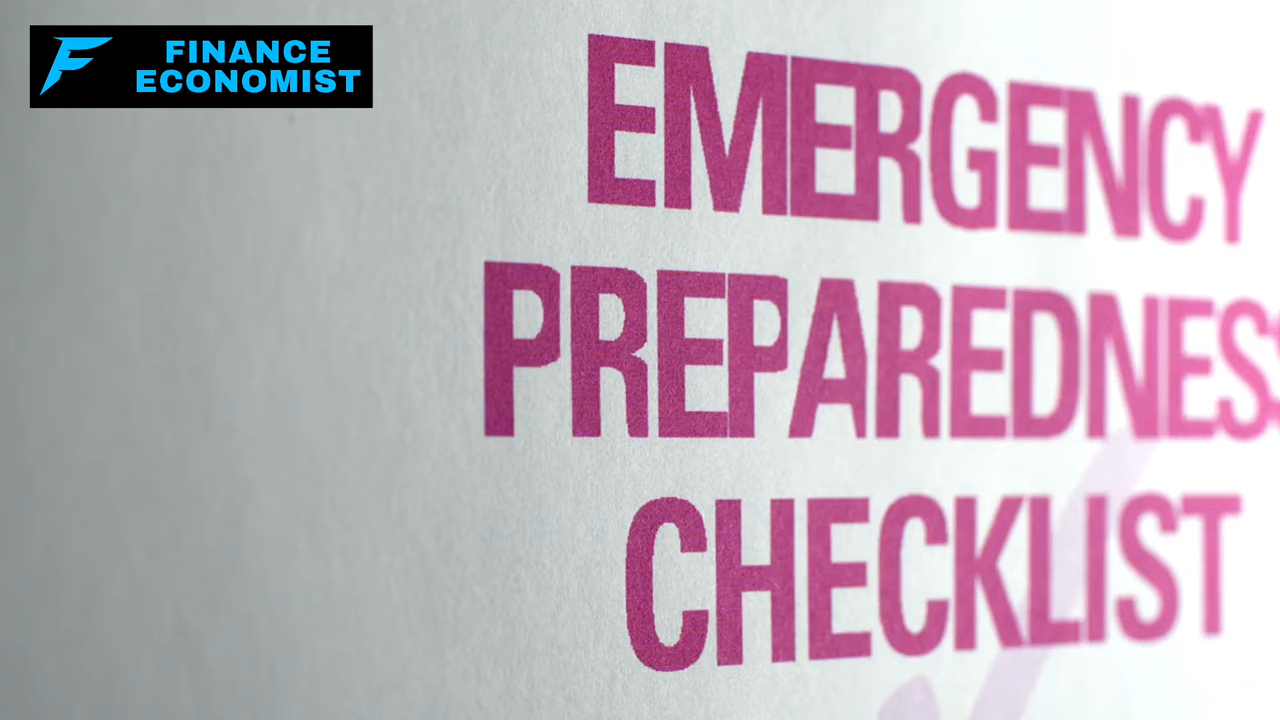 FINANCE
ECONOMIST
EMERGENCY
PREPAREDNESS
CHECKLIST